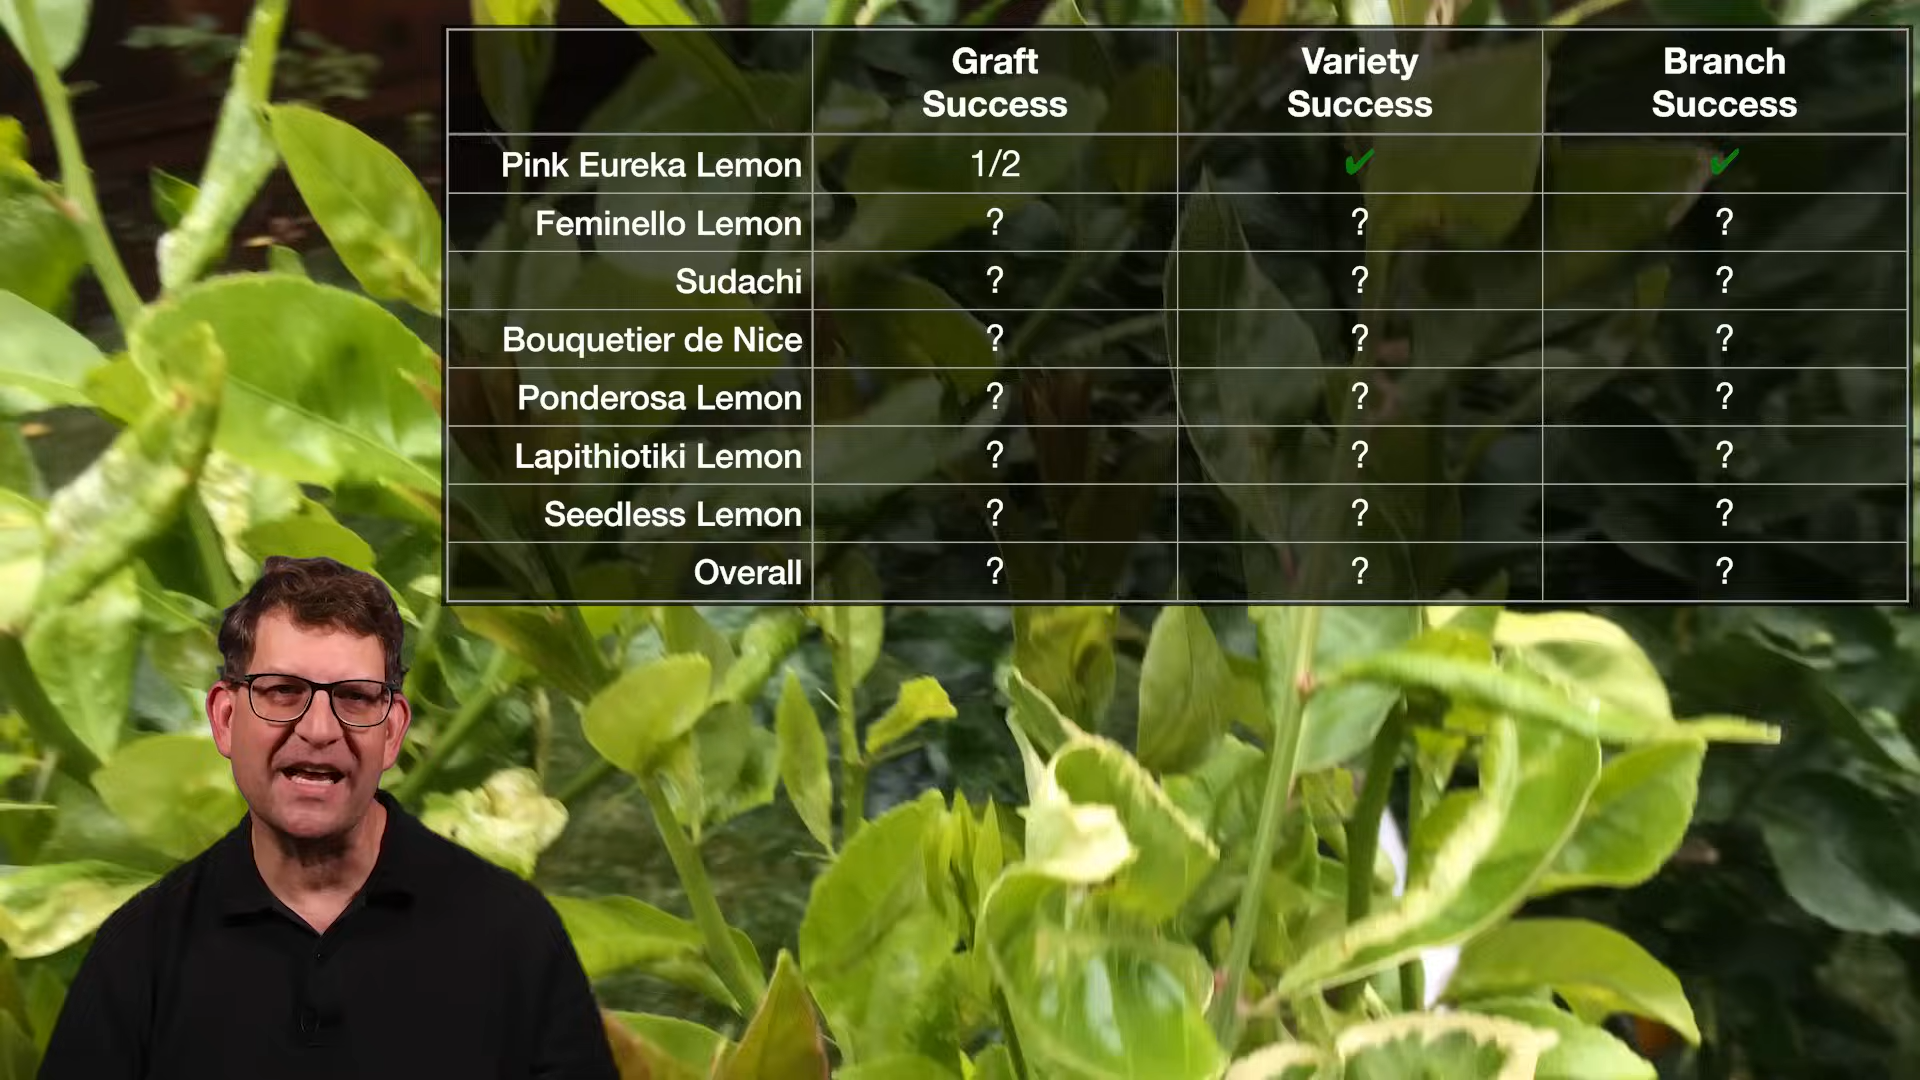 Graft Success
Variety Success
Branch Success
Pink Eureka Lemon 1/2 ✔ ✔
Feminello Lemon ? ? ?
Sudachi ? ? ?
Bouquetier de Nice ? ? ?
Ponderosa Lemon ? ? ?
Lapithiotiki Lemon ? ? ?
Seedless Lemon ? ? ?
Overall ? ? ?